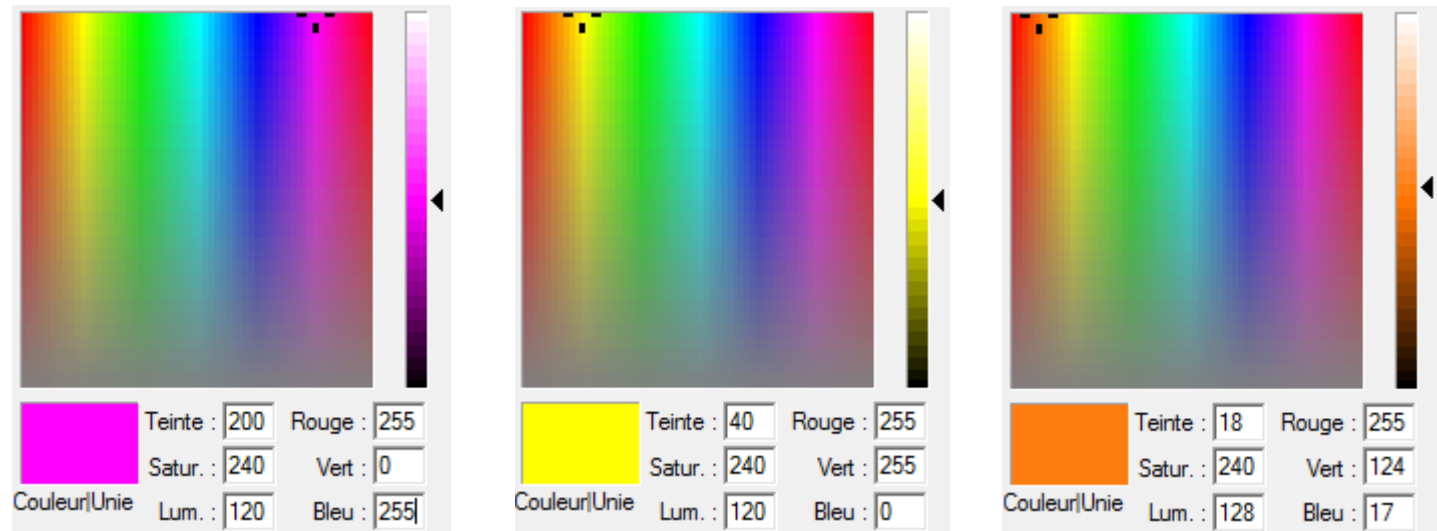 Teinte : 200 Rouge : 255
Satur. : 240 Vert : 0
Couleur|Unie Lum. : 120 Bleu : 255
Teinte : 40 Rouge : 255
Satur. : 240 Vert : 255
Couleur|Unie Lum. : 120 Bleu : 0
Teinte : 18 Rouge : 255
Satur. : 240 Vert : 124
Couleur|Unie Lum. : 128 Bleu : 17